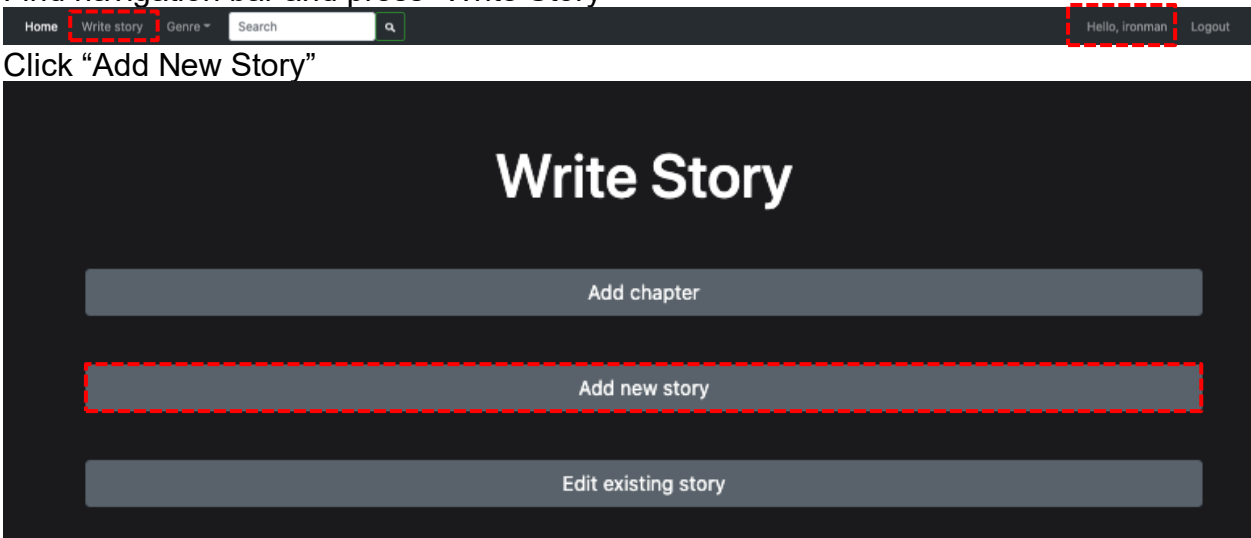 Find navigation bar and press “Write Story”
Home Write story Genre Search Hello, ironman Logout
Click “Add New Story”
Write Story
Add chapter
Add new story
Edit existing story